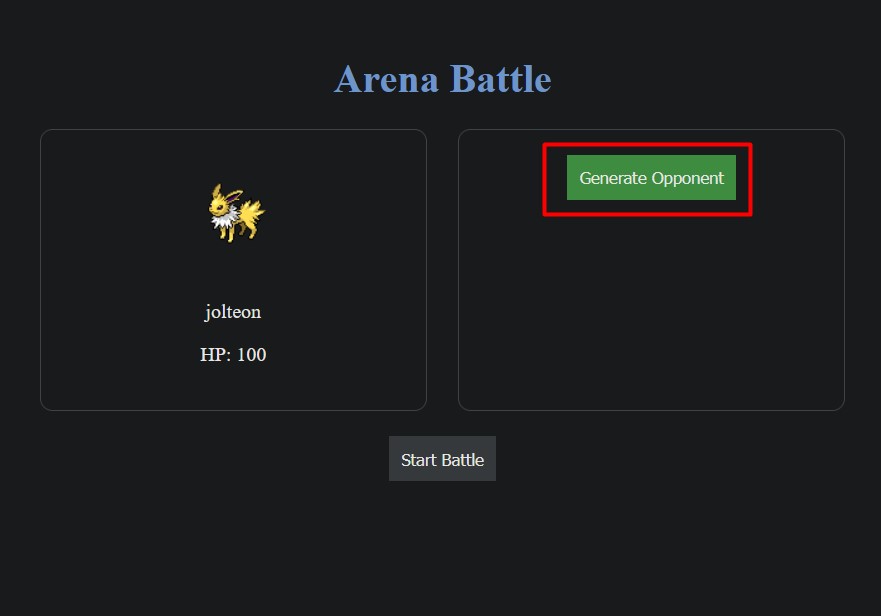 Arena Battle
Generate Opponent
jolteon
HP: 100
Start Battle